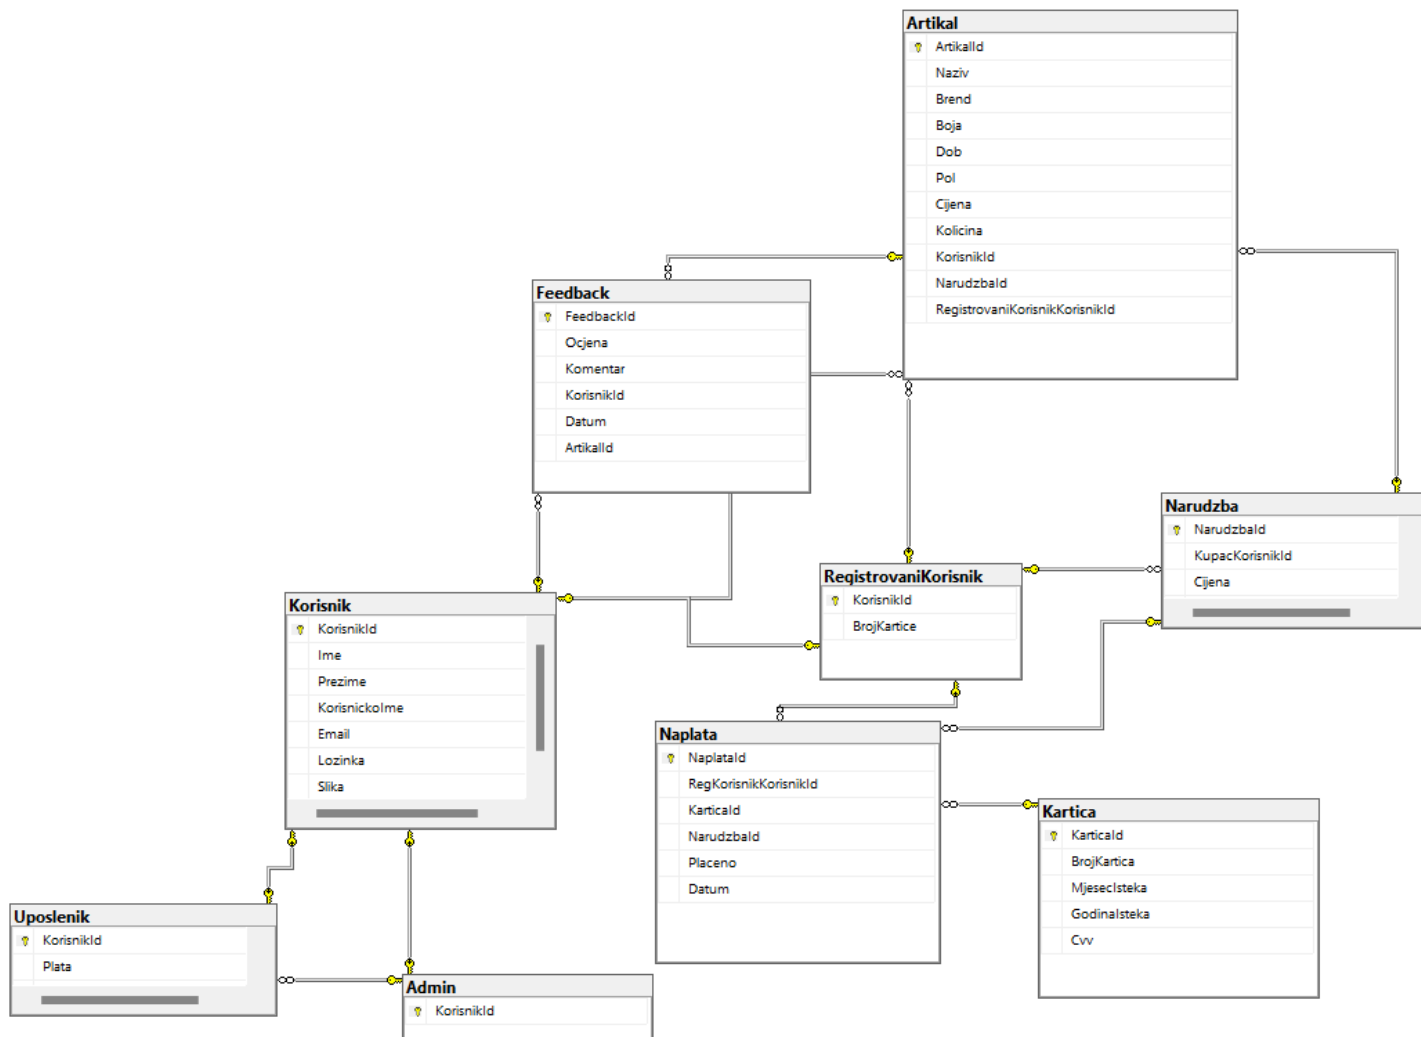 Artikal
ArtikalId
Naziv
Brend
Boja
Dob
Pol
Cijena
Kolicina
KorisnikId
NarudzbaId
RegistrovaniKorisnikKorisnikId
Feedback
FeedbackId
Ocjena
Komentar
KorisnikId
Datum
ArtikalId
Narudzba
NarudzbaId
KupacKorisnikId
Cijena
RegistrovaniKorisnik
KorisnikId
BrojKartice
Korisnik
KorisnikId
Ime
Prezime
KorisnickoIme
Email
Lozinka
Slika
Naplata
NaplataId
RegKorisnikKorisnikId
KarticaId
NarudzbaId
Placeno
Datum
Kartica
KarticaId
BrojKartica
MjesecIsteka
GodinaIsteka
Cvv
Uposlenik
KorisnikId
Plata
Admin
KorisnikId